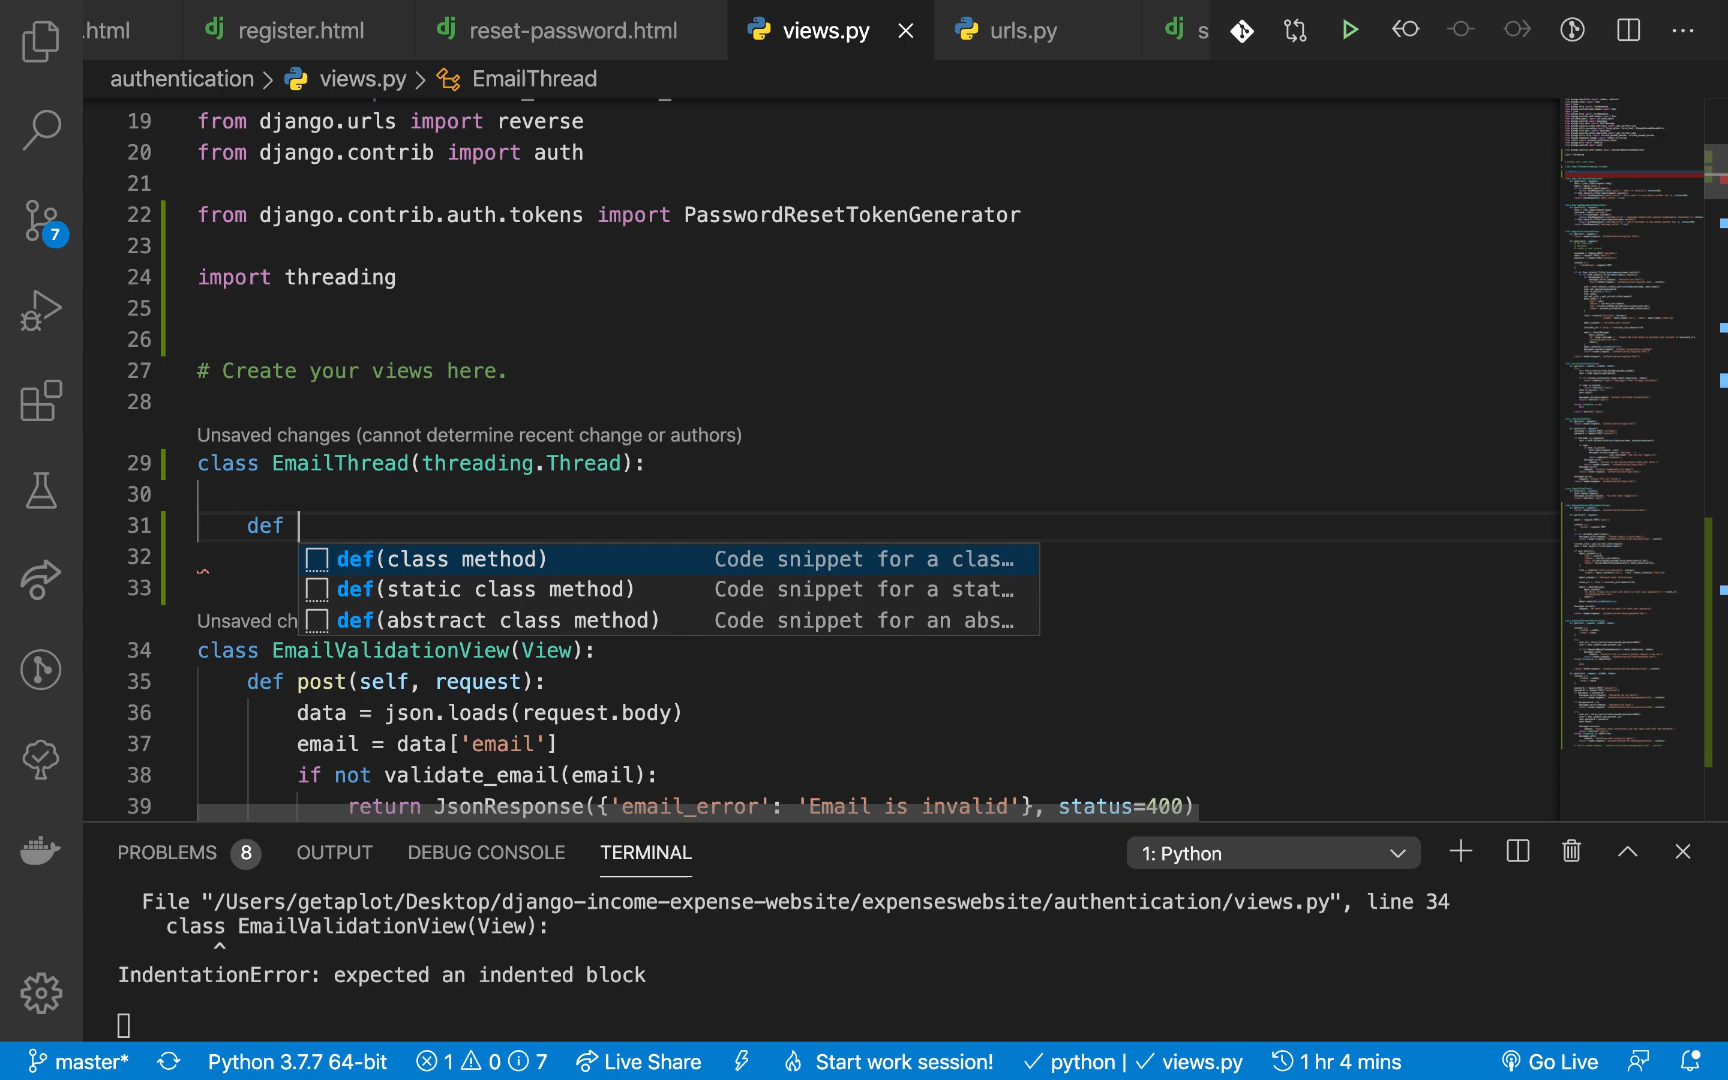 .html
register.html
reset-password.html
views.py
urls.py
s
authentication > views.py > EmailThread
19 from django.urls import reverse
20 from django.contrib import auth
21
22 from django.contrib.auth.tokens import PasswordResetTokenGenerator
23
24 import threading
25
26
27 # Create your views here.
28
Unsaved changes (cannot determine recent change or authors)
29 class EmailThread(threading.Thread):
30
31 def
32 def(class method) Code snippet for a clas…
33 def(static class method) Code snippet for a stat…
Unsaved ch def(abstract class method) Code snippet for an abs…
34 class EmailValidationView(View):
35 def post(self, request):
36 data = json.loads(request.body)
37 email = data['email']
38 if not validate_email(email):
39 return JsonResponse({'email_error': 'Email is invalid'}, status=400)
7
PROBLEMS 8 OUTPUT DEBUG CONSOLE TERMINAL 1: Python
File "/Users/getaplot/Desktop/django-income-expense-website/expenseswebsite/authentication/views.py", line 34
class EmailValidationView(View):
^
IndentationError: expected an indented block
master* Python 3.7.7 64-bit 1 0 7 Live Share Start work session! python | views.py 1 hr 4 mins Go Live